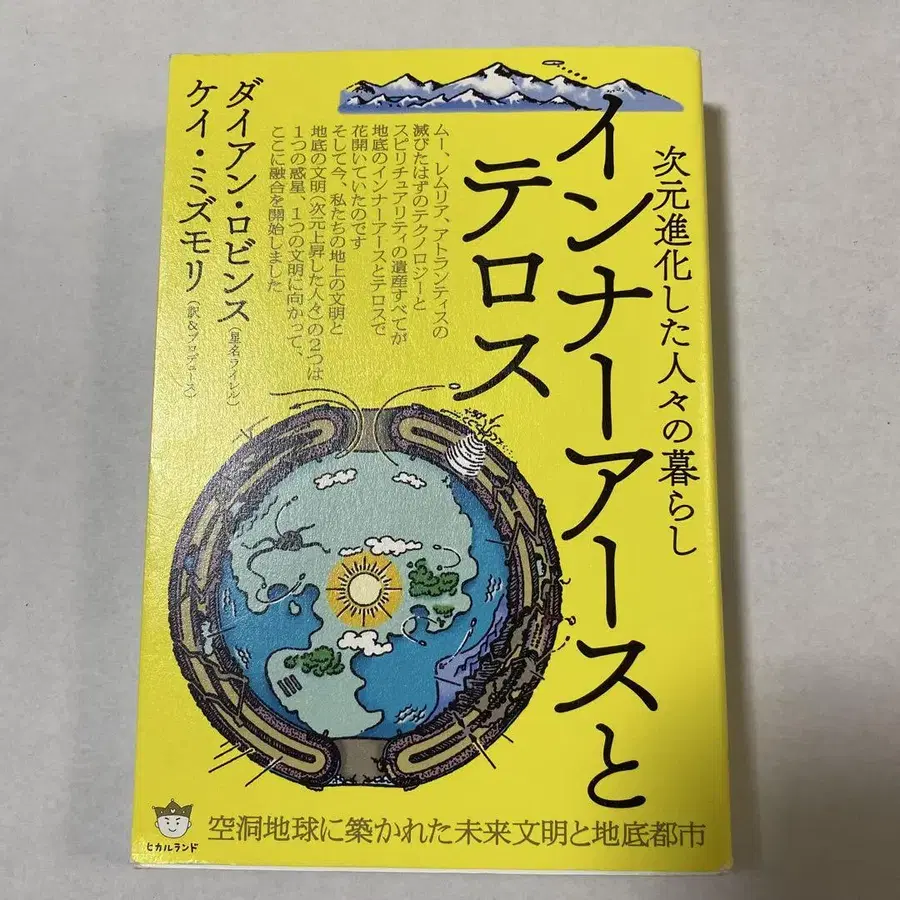 次元進化した人々の暮らし
インナーアースと
テロス
ムー、レムリア、アトランティスの
滅びたはずのテクノロジーと
スピリチュアリティの遺産すべてが
地底のインナーアースとテロスで
花開いていたのです
そして今、私たちの地上の文明と
地底の文明（次元上昇した人々）の2つは
1つの惑星、1つの文明に向かって、
ここに融合を開始しました
ダイアン・ロビンス（星名ライレル）
ケイ・ミズモリ（訳&プロデュース）
空洞地球に築かれた未来文明と地底都市
ヒカルランド